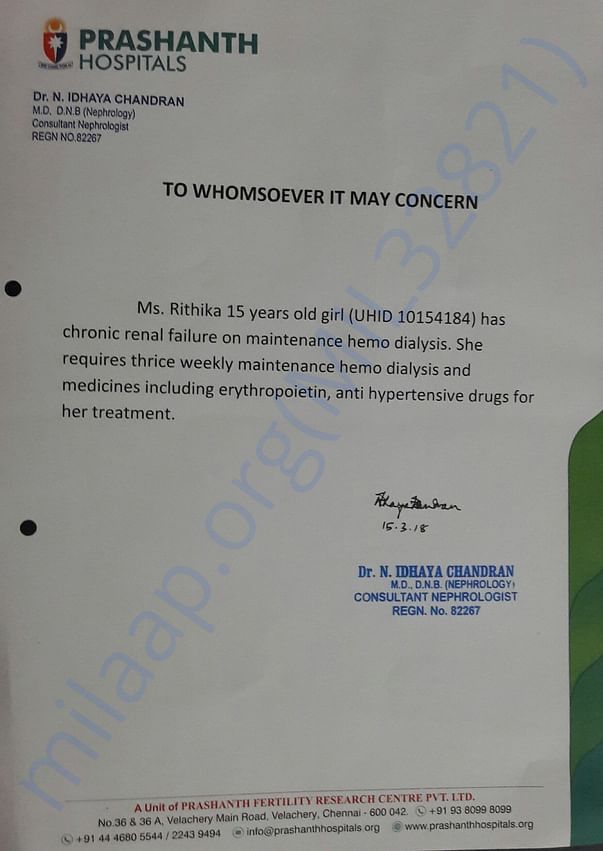 PRASHANTH
HOSPITALS
Dr. N. IDHAYA CHANDRAN
M.D. D.N.B (Nephrology)
Consultant Nephrologist
REGN NO.82267
TO WHOMSOEVER IT MAY CONCERN
Ms. Rithika 15 years old girl (UHID 10154184) has
chronic renal failure on maintenance hemo dialysis. She
requires thrice weekly maintenance hemo dialysis and
medicines including erythropoietin, anti hypertensive drugs for
her treatment.
15.3.18
Dr. N. IDHAYA CHANDRAN
M.D., D.N.B. (NEPHROLOGY)
CONSULTANT NEPHROLOGIST
REGN. No. 82267
A Unit of PRASHANTH FERTILITY RESEARCH CENTRE PVT. LTD.
No.36 & 36 A, Velachery Main Road, Velachery, Chennai - 600 042. +91 93 8099 8099
+91 44 4680 5544 / 2243 9494 info@prashanthhospitals.org www.prashanthhospitals.org